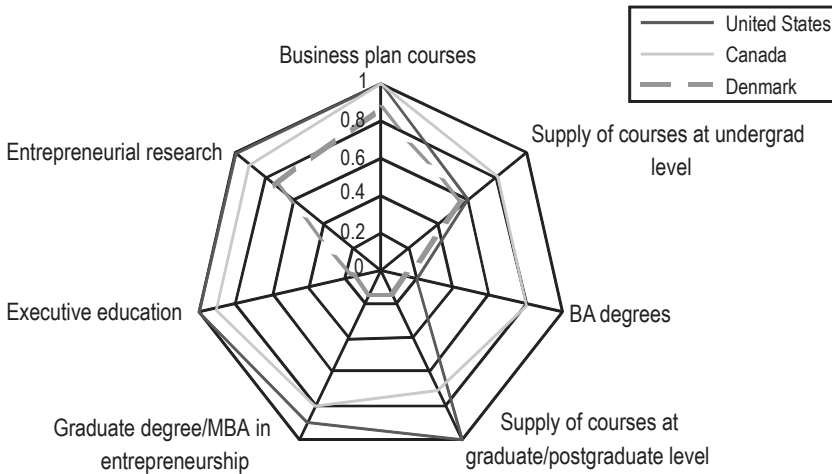 United States
Canada
Denmark
Business plan courses
1
0.8
0.6
0.4
0.2
0
Supply of courses at undergrad
level
BA degrees
Supply of courses at
graduate/postgraduate level
Graduate degree/MBA in
entrepreneurship
Executive education
Entrepreneurial research